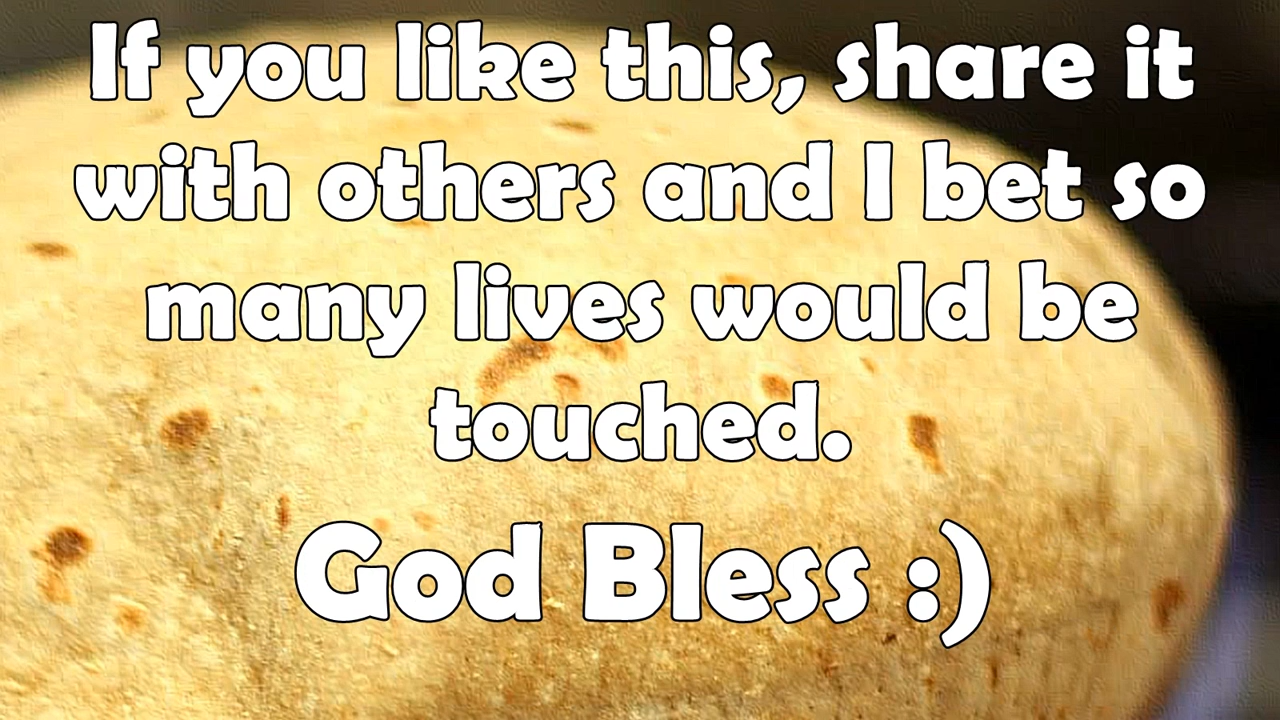 If you like this, share it
with others and I bet so
many lives would be
touched.
God Bless :)